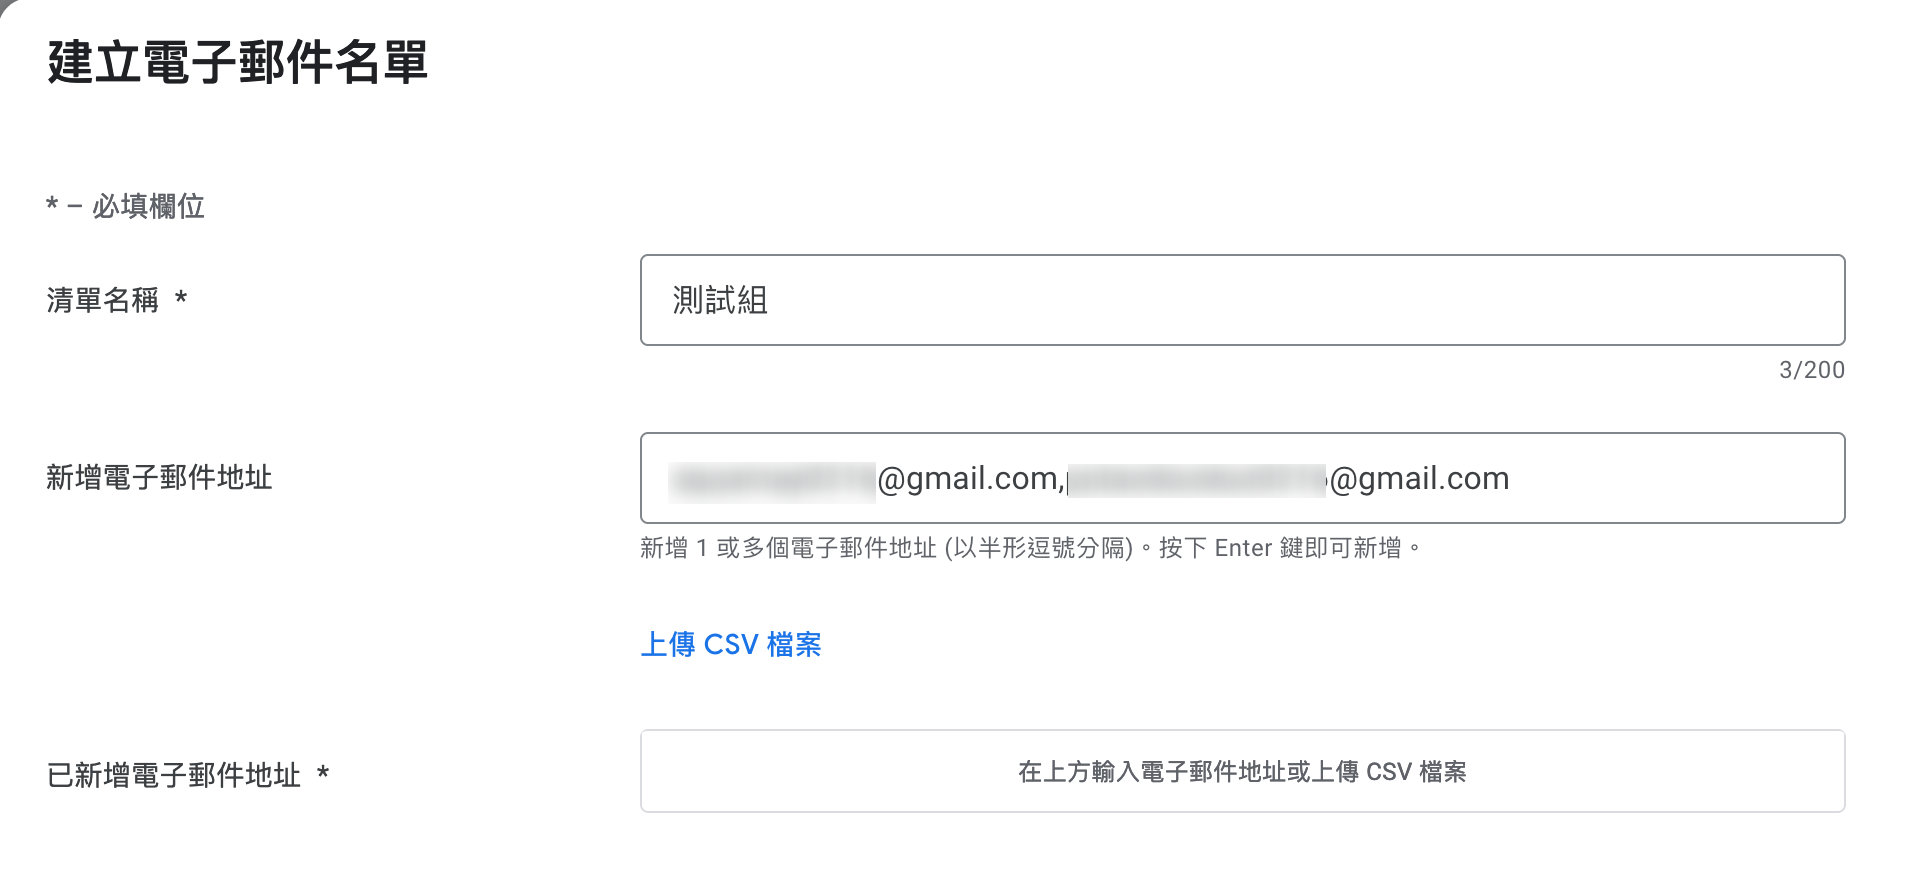 建立電子郵件名單
* – 必填欄位
清單名稱 *
測試組
3/200
新增電子郵件地址
@gmail.com, @gmail.com
新增 1 或多個電子郵件地址 (以半形逗號分隔)。按下 Enter 鍵即可新增。
上傳 CSV 檔案
已新增電子郵件地址 *
在上方輸入電子郵件地址或上傳 CSV 檔案